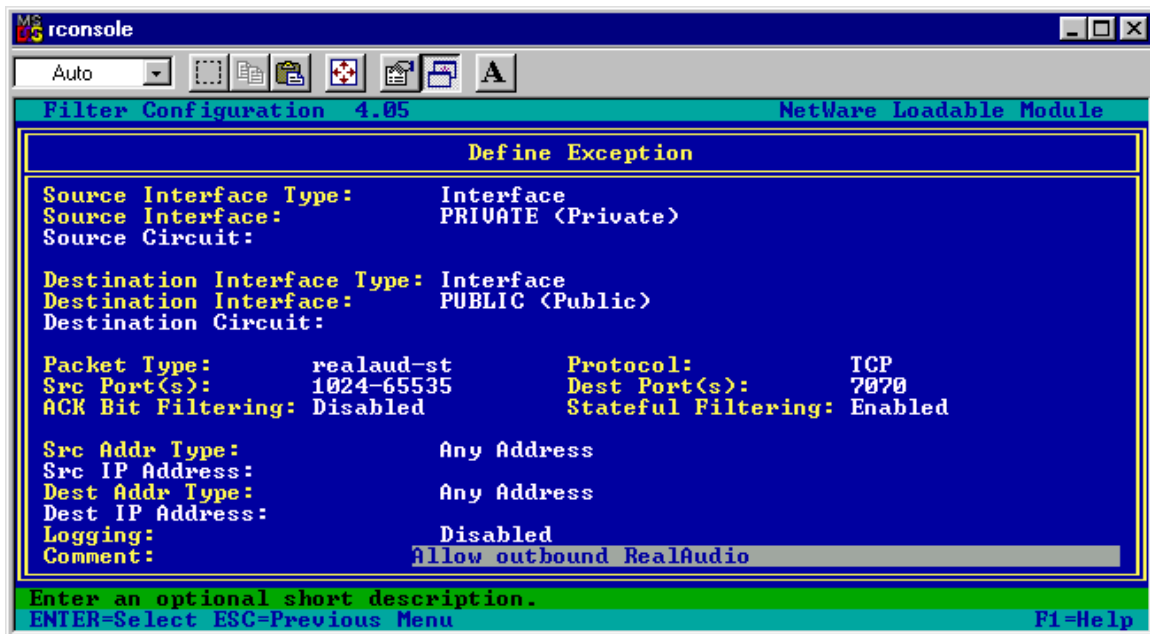 MS DOS rconsole
Auto A
Filter Configuration 4.05 NetWare Loadable Module
Define Exception
Source Interface Type: Interface
Source Interface: PRIVATE (Private)
Source Circuit:
Destination Interface Type: Interface
Destination Interface: PUBLIC (Public)
Destination Circuit:
Packet Type: realaud-st Protocol: TCP
Src Port(s): 1024-65535 Dest Port(s): 7070
ACK Bit Filtering: Disabled Stateful Filtering: Enabled
Src Addr Type: Any Address
Src IP Address:
Dest Addr Type: Any Address
Dest IP Address:
Logging: Disabled
Comment: Allow outbound RealAudio
Enter an optional short description.
ENTER=Select ESC=Previous Menu F1=Help